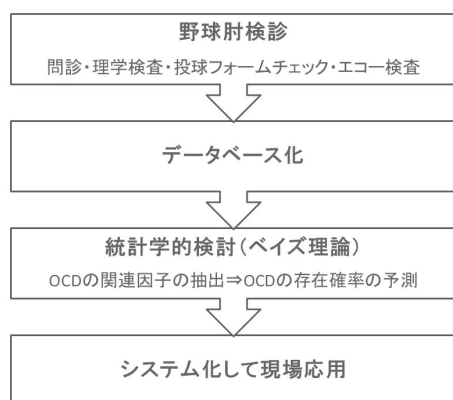 野球肘検診
問診・理学検査・投球フォームチェック・エコー検査
データベース化
統計学的検討(ベイズ理論)
OCDの関連因子の抽出⇒OCDの存在確率の予測
システム化して現場応用